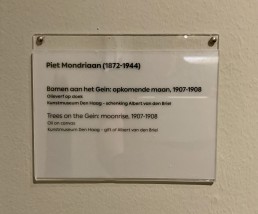 Piet Mondriaan (1872-1944)
Bomen aan het Gein: opkomende maan, 1907-1908
Olieverf op doek
Kunstmuseum Den Haag - schenking Albert van den Briel
Trees on the Gein: moonrise, 1907-1908
Oil on canvas
Kunstmuseum Den Haag - gift of Albert van den Briel